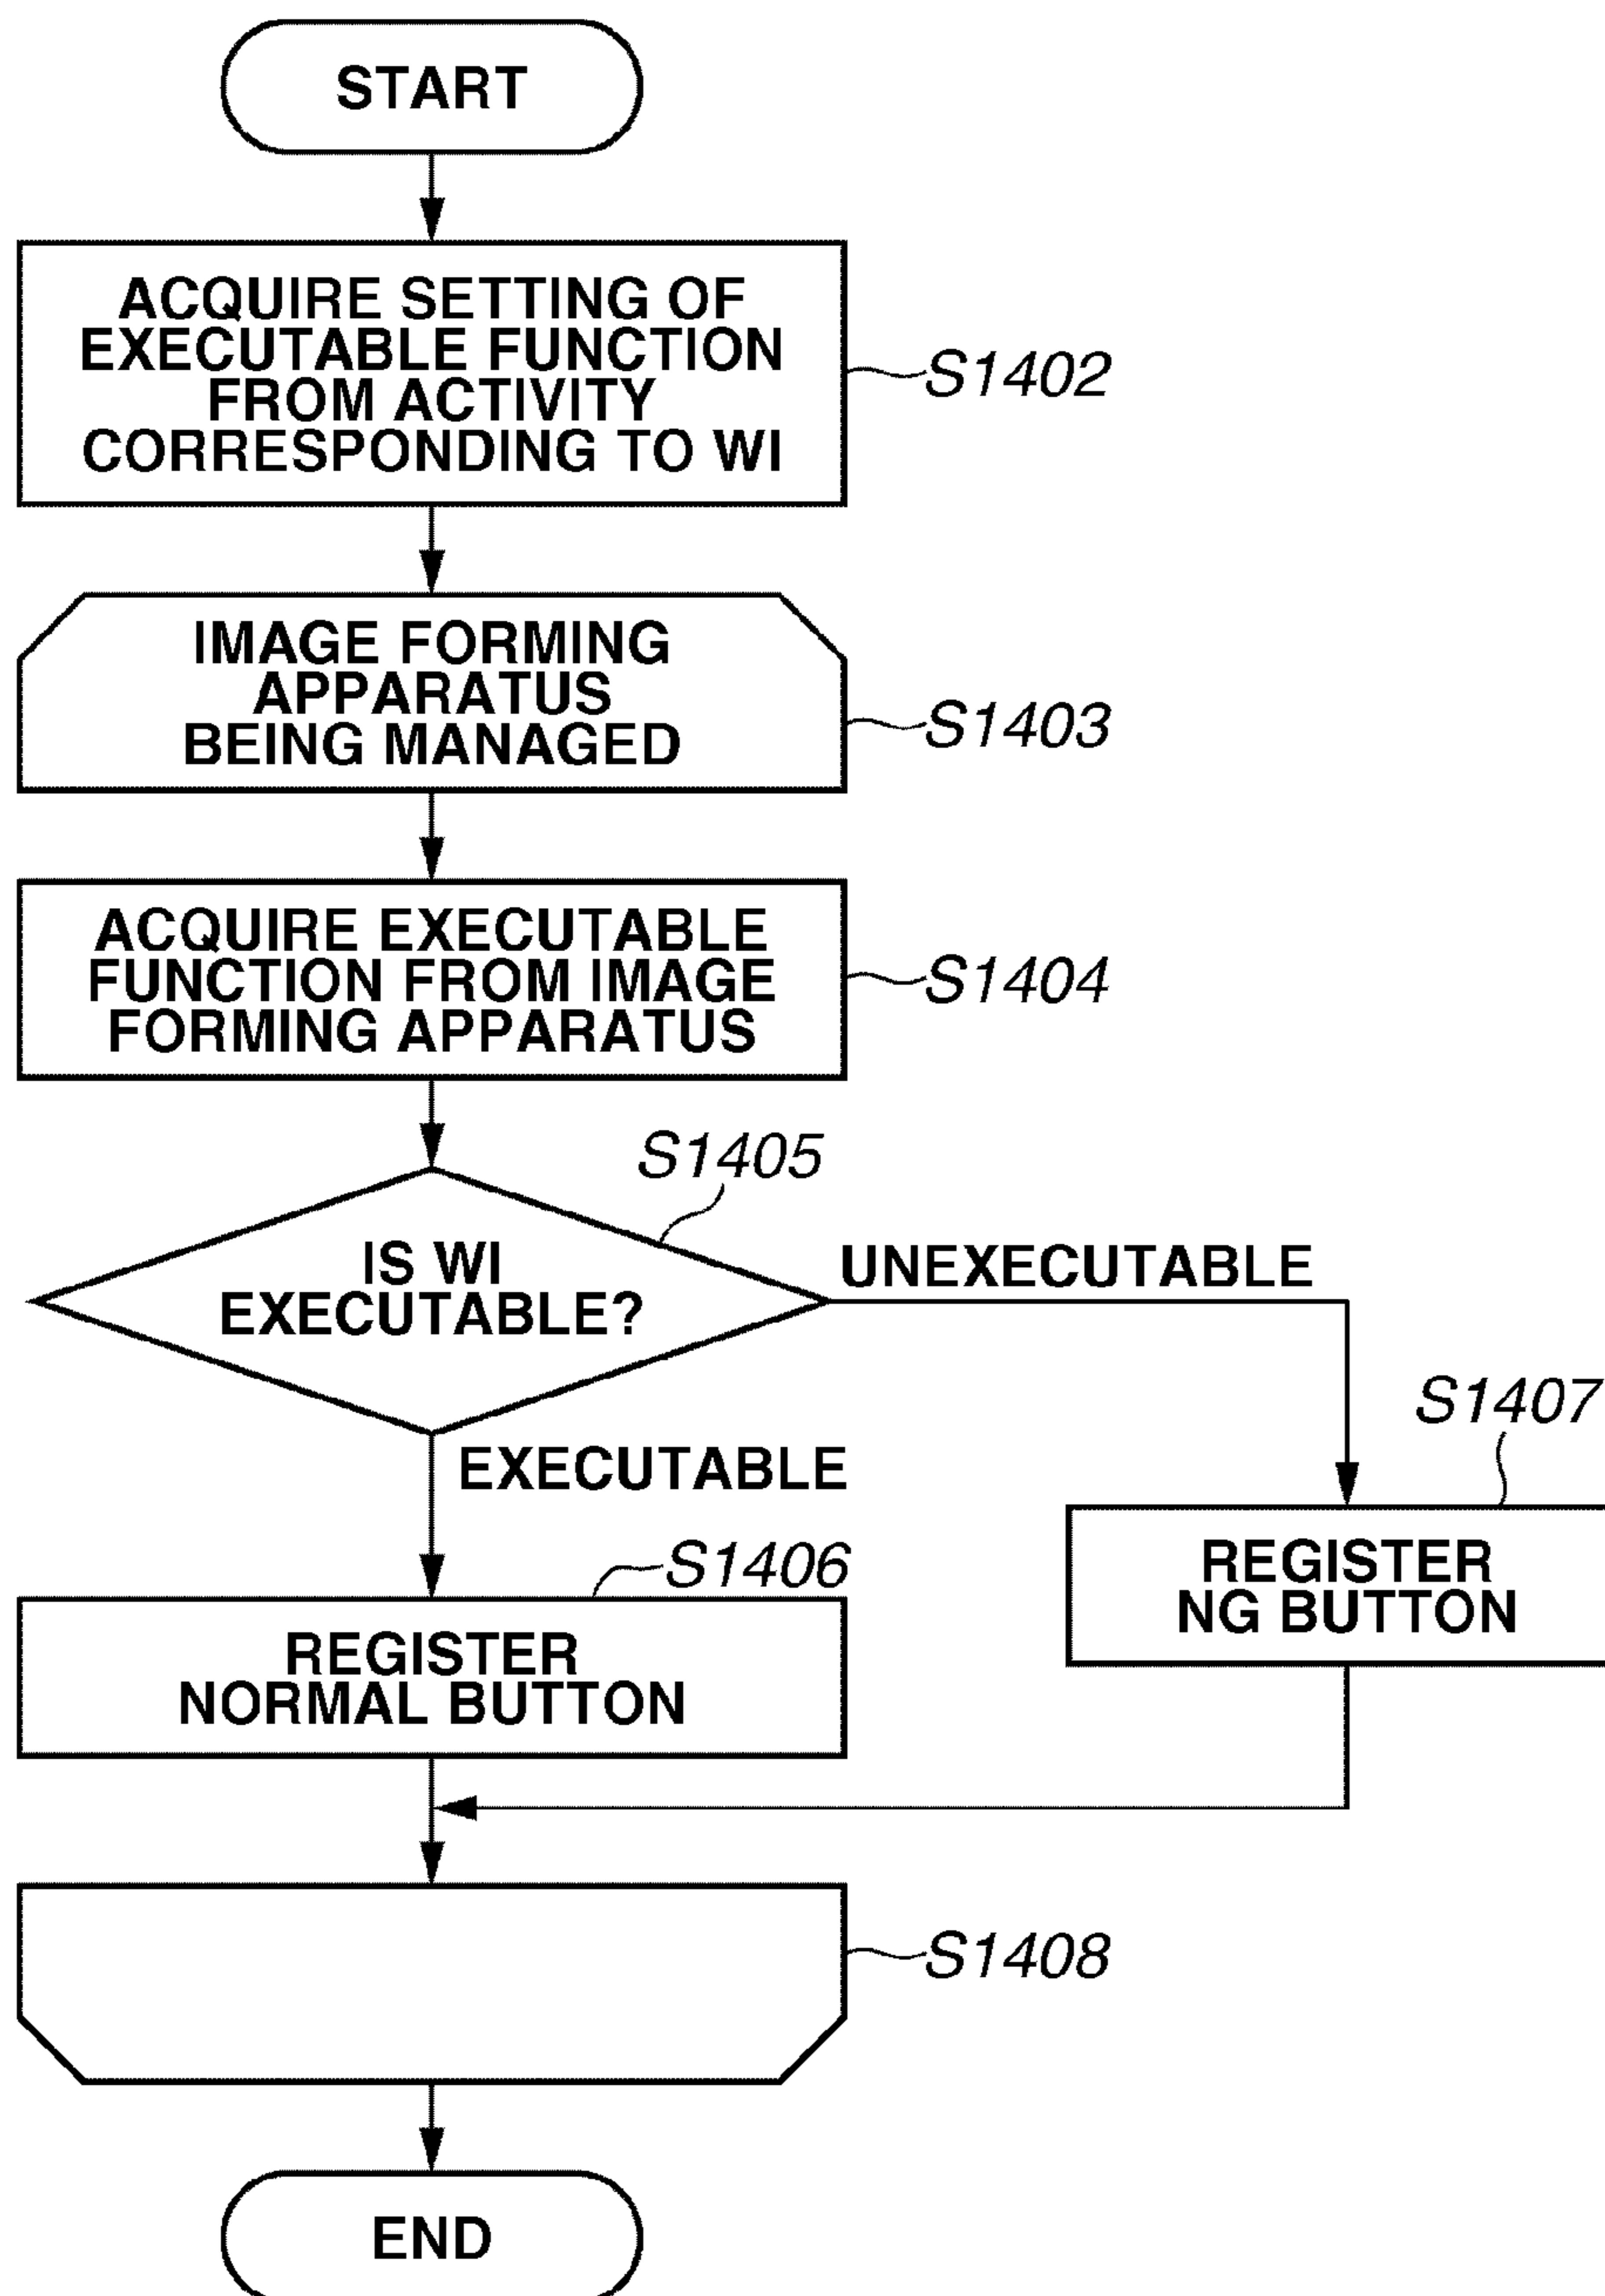 START
ACQUIRE SETTING OF
EXECUTABLE FUNCTION
FROM ACTIVITY
CORRESPONDING TO WI
S1402
IMAGE FORMING
APPARATUS
BEING MANAGED
S1403
ACQUIRE EXECUTABLE
FUNCTION FROM IMAGE
FORMING APPARATUS
S1404
S1405
IS WI
EXECUTABLE?
UNEXECUTABLE
EXECUTABLE
S1407
REGISTER
NG BUTTON
S1406
REGISTER
NORMAL BUTTON
S1408
END